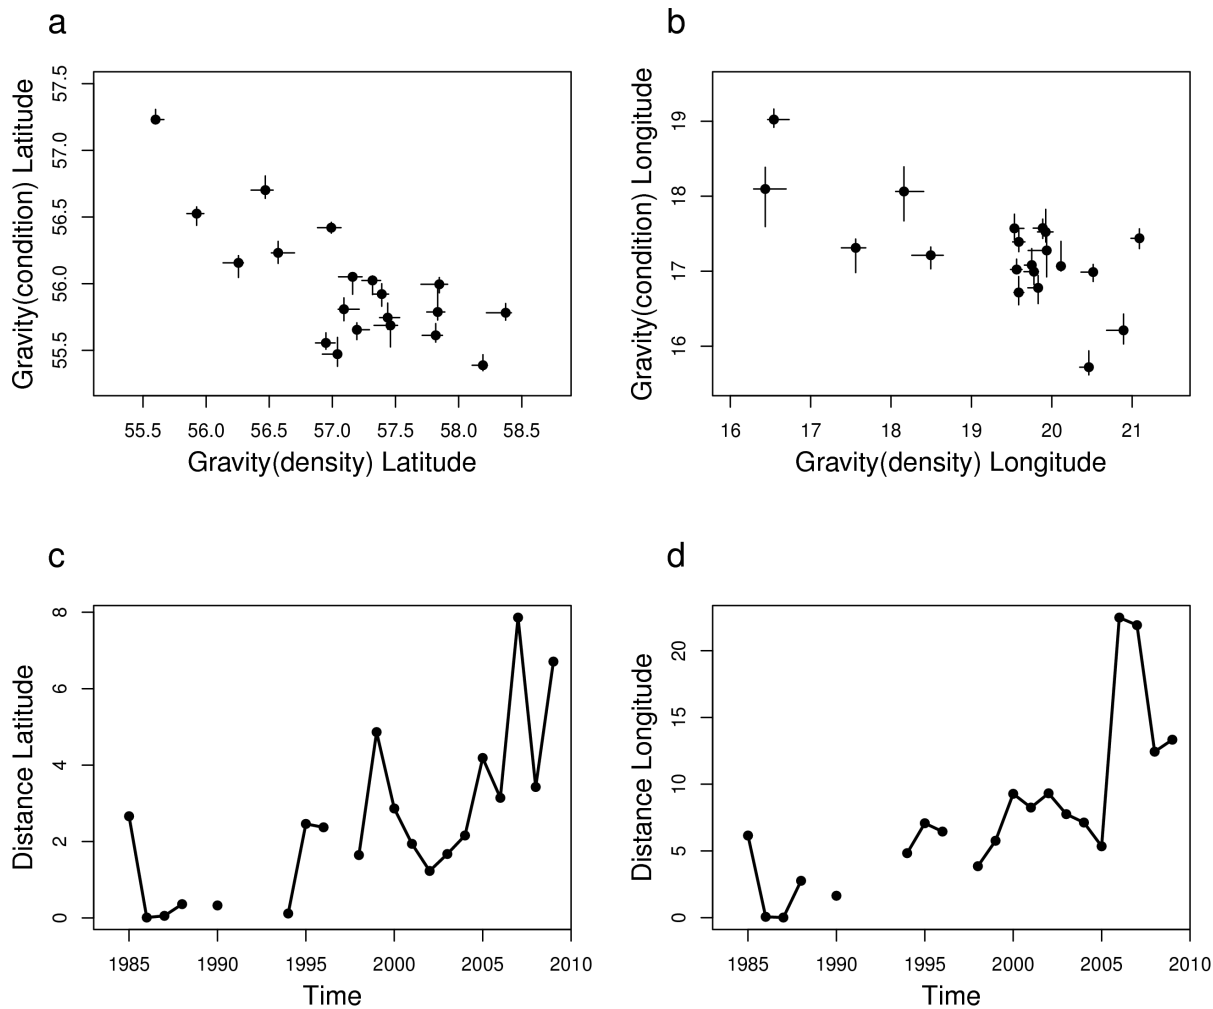 a
Gravity(condition) Latitude
57.5
57.0
56.5
56.0
55.5
55.5 56.0 56.5 57.0 57.5 58.0 58.5
Gravity(density) Latitude
b
Gravity(condition) Longitude
19
18
17
16
16 17 18 19 20 21
Gravity(density) Longitude
c
Distance Latitude
8
6
4
2
0
1985 1990 1995 2000 2005 2010
Time
d
Distance Longitude
20
15
10
5
0
1985 1990 1995 2000 2005 2010
Time